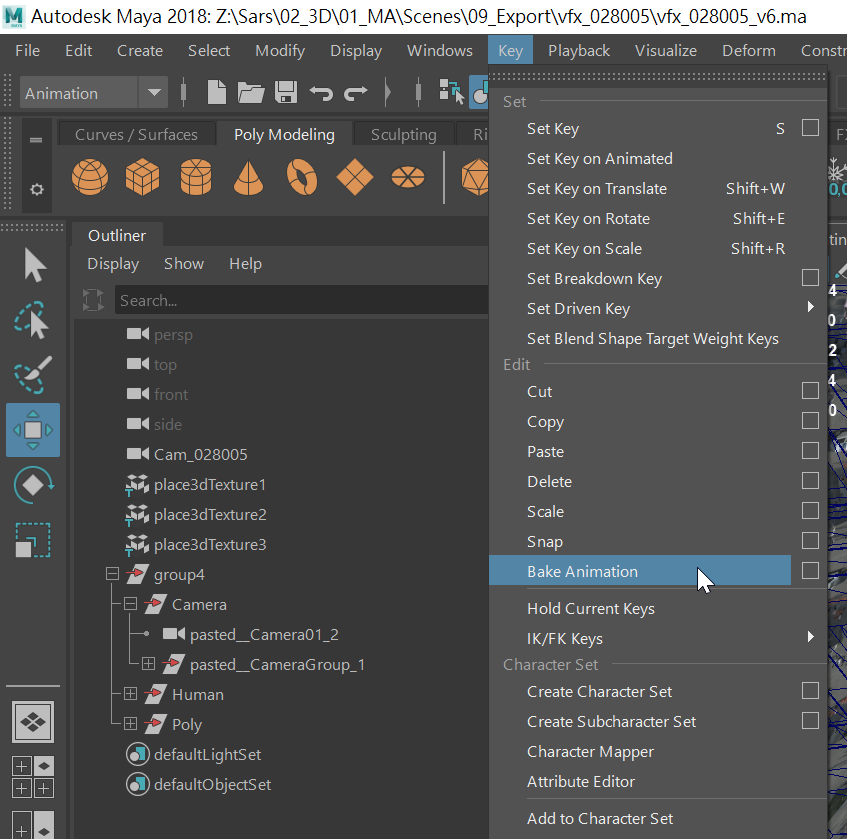 MAYA
Autodesk Maya 2018: Z:\Sars\02_3D\01_MA\Scenes\09_Export\vfx_028005\vfx_028005_v6.ma
File Edit Create Select Modify Display Windows Key Playback Visualize Deform Constr
Animation
Curves / Surfaces Poly Modeling Sculpting Ri
Outliner
Display Show Help
Search...
persp
top
front
side
Cam_028005
place3dTexture1
place3dTexture2
place3dTexture3
group4
Camera
pasted__Camera01_2
pasted__CameraGroup_1
Human
Poly
defaultLightSet
defaultObjectSet
Set
Set Key S
Set Key on Animated
Set Key on Translate Shift+W
Set Key on Rotate Shift+E
Set Key on Scale Shift+R
Set Breakdown Key
Set Driven Key
Set Blend Shape Target Weight Keys
Edit
Cut
Copy
Paste
Delete
Scale
Snap
Bake Animation
Hold Current Keys
IK/FK Keys
Character Set
Create Character Set
Create Subcharacter Set
Character Mapper
Attribute Editor
Add to Character Set
4
0
2
4
0